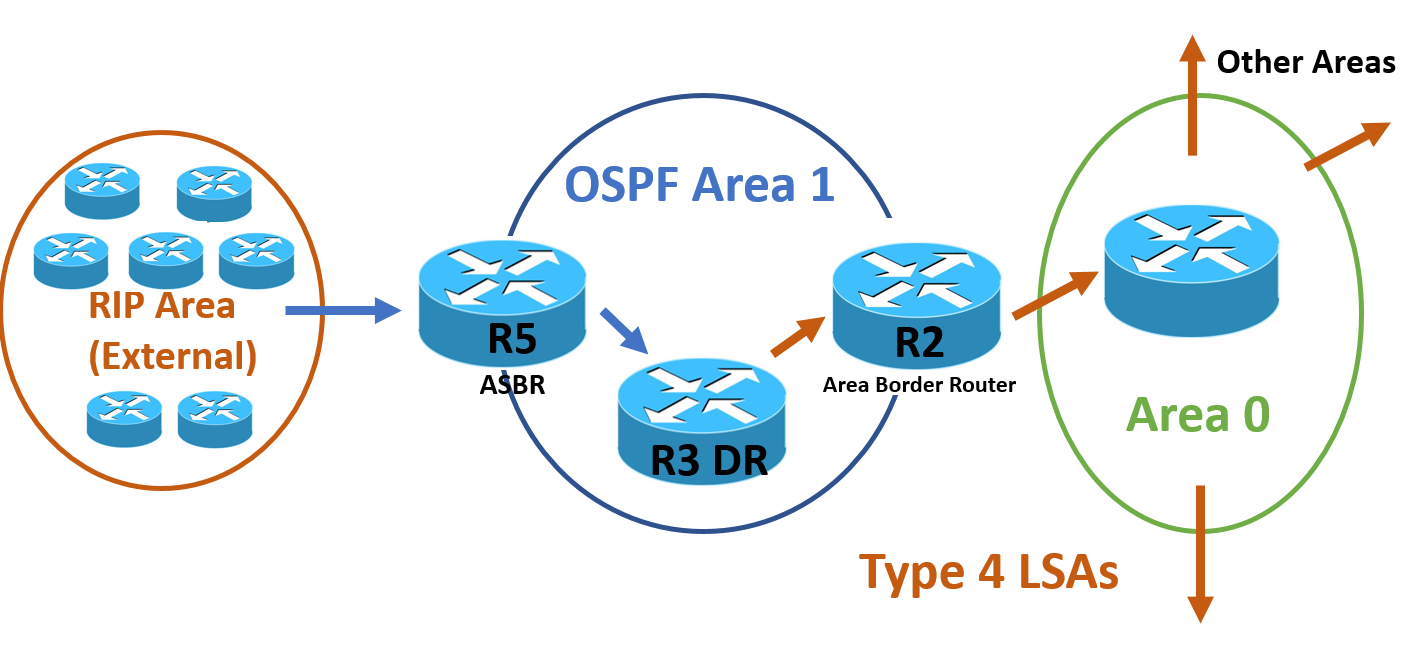 Other Areas
OSPF Area 1
RIP Area
(External)
R5
ASBR
R3 DR
R2
Area Border Router
Area 0
Type 4 LSAs